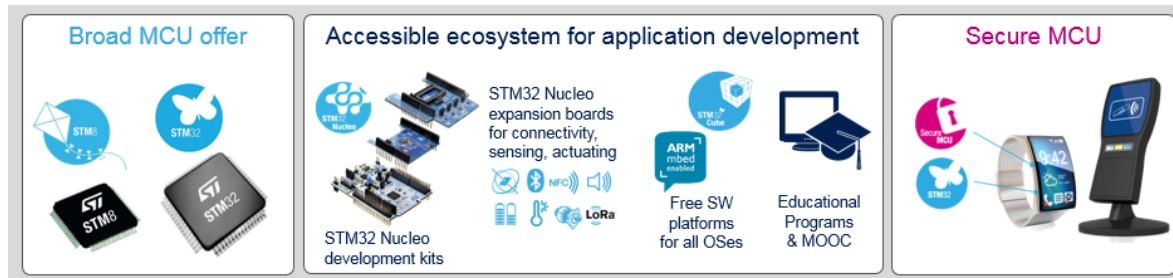 Broad MCU offer
STM8
STM32
STM8
STM32
Accessible ecosystem for application development
STM32
Nucleo
STM32 Nucleo
expansion boards
for connectivity,
sensing, actuating
NFC
LoRa
STM32 Nucleo
development kits
STM32
Cube
ARM
mbed
enabled
Free SW
platforms
for all OSes
Educational
Programs
& MOOC
Secure MCU
Secure
MCU
STM32
9:42